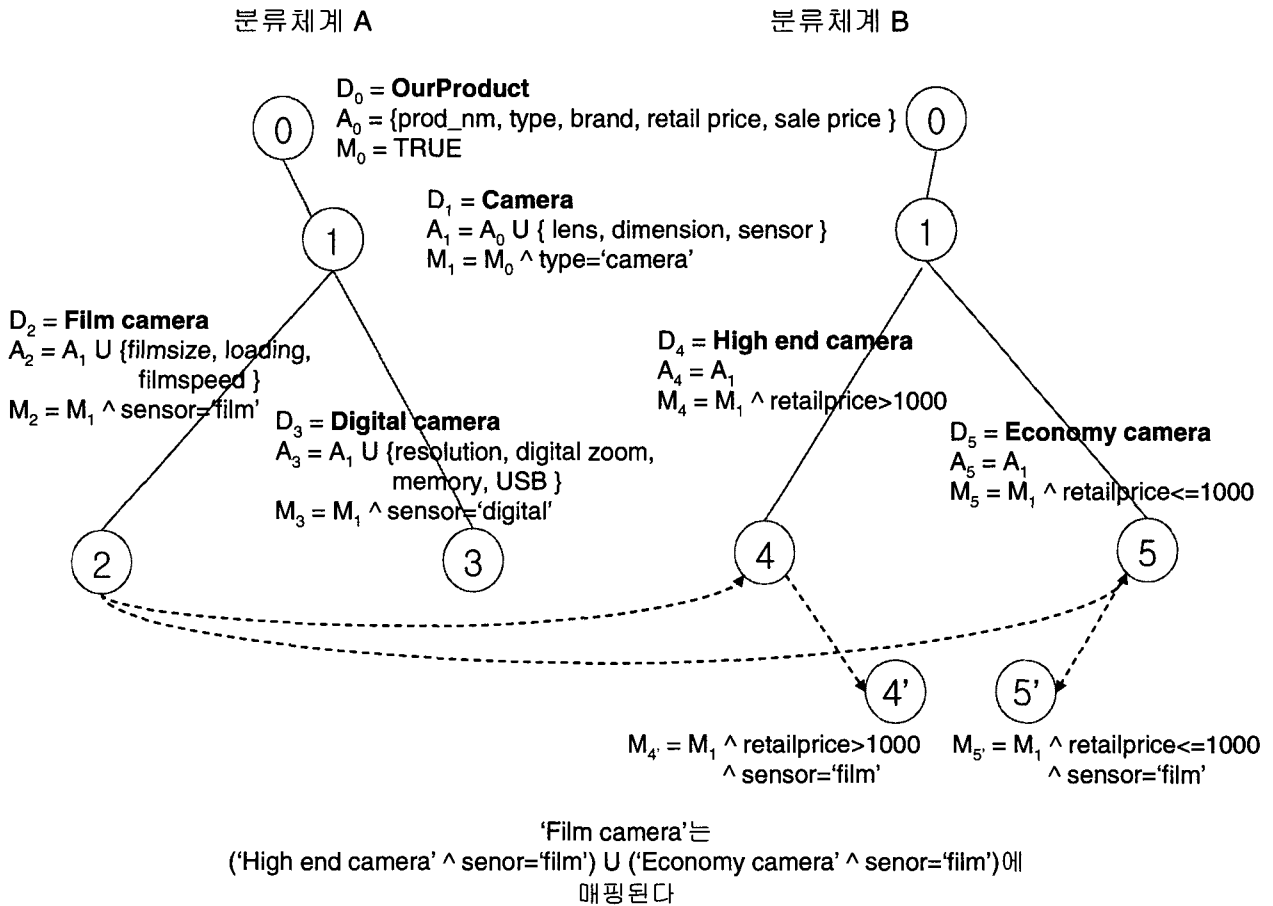 분류체계 A
분류체계 B
D₀ = OurProduct
A₀ = {prod_nm, type, brand, retail price, sale price }
M₀ = TRUE
0
0
D₁ = Camera
A₁ = A₀ U { lens, dimension, sensor }
M₁ = M₀ ^ type='camera'
1
1
D₂ = Film camera
A₂ = A₁ U {filmsize, loading,
filmspeed }
M₂ = M₁ ^ sensor='film'
D₃ = Digital camera
A₃ = A₁ U {resolution, digital zoom,
memory, USB }
M₃ = M₁ ^ sensor='digital'
D₄ = High end camera
A₄ = A₁
M₄ = M₁ ^ retailprice>1000
D₅ = Economy camera
A₅ = A₁
M₅ = M₁ ^ retailprice<=1000
2
3
4
5
4'
5'
M₄' = M₁ ^ retailprice>1000
^ sensor='film'
M₅' = M₁ ^ retailprice<=1000
^ sensor='film'
'Film camera'는
('High end camera' ^ senor='film') U ('Economy camera' ^ senor='film')에
매핑된다